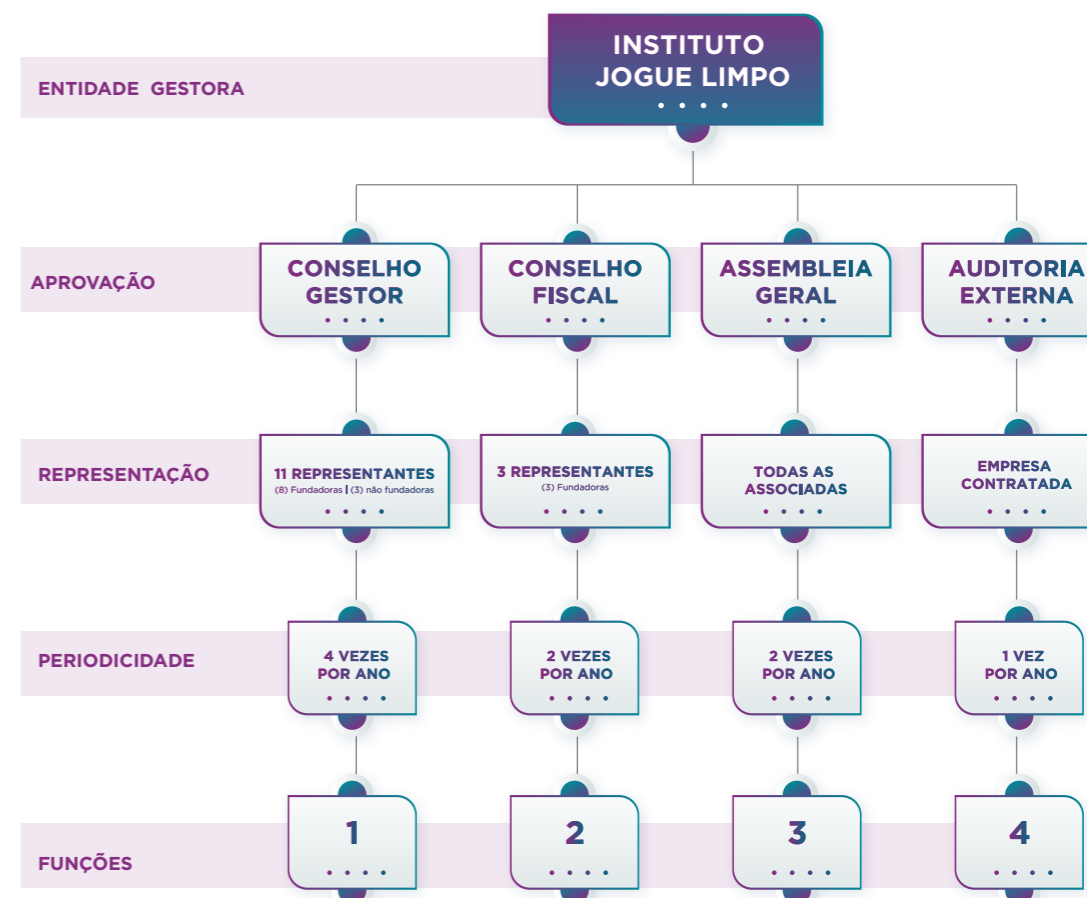 INSTITUTO
JOGUE LIMPO
ENTIDADE GESTORA
APROVAÇÃO
CONSELHO
GESTOR
CONSELHO
FISCAL
ASSEMBLEIA
GERAL
AUDITORIA
EXTERNA
REPRESENTAÇÃO
11 REPRESENTANTES
(8) Fundadoras | (3) não fundadoras
3 REPRESENTANTES
(3) Fundadoras
TODAS AS
ASSOCIADAS
EMPRESA
CONTRATADA
PERIODICIDADE
4 VEZES
POR ANO
2 VEZES
POR ANO
2 VEZES
POR ANO
1 VEZ
POR ANO
FUNÇÕES
1
2
3
4